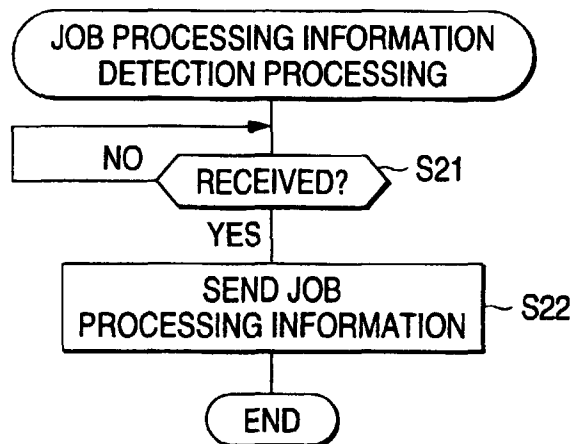 JOB PROCESSING INFORMATION
DETECTION PROCESSING
NO
RECEIVED?
S21
YES
SEND JOB
PROCESSING INFORMATION
S22
END